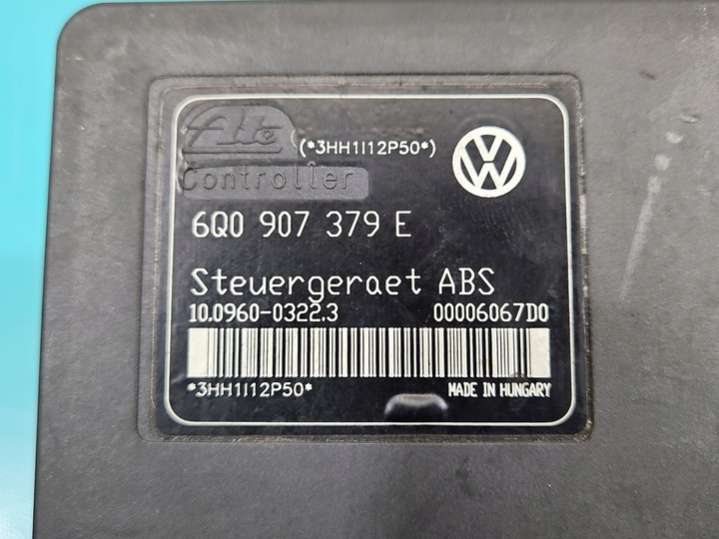 Ate
(*3HH1I12P50*)
Controller
6Q0 907 379 E
Steuergeraet ABS
10.0960-0322.3 00006067D0
*3HH1I12P50*
MADE IN HUNGARY